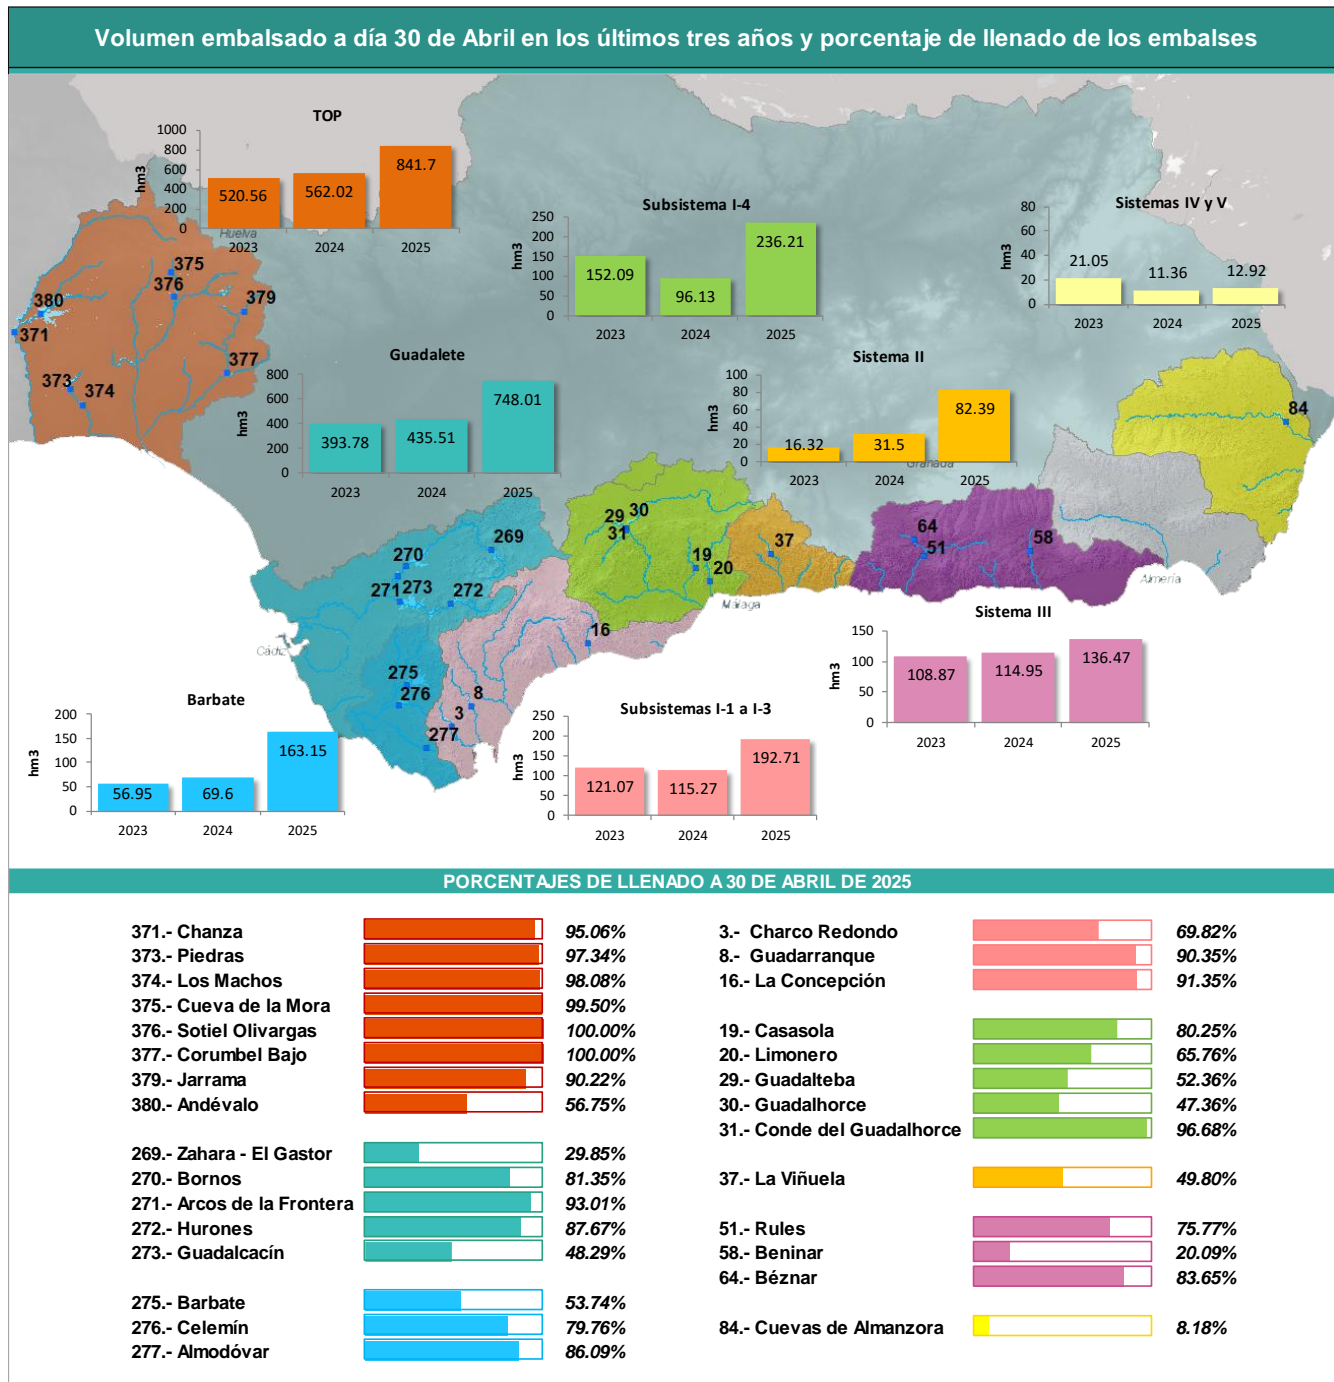 Volumen embalsado a día 30 de Abril en los últimos tres años y porcentaje de llenado de los embalses
TOP
hm3
1000
800
600
400
200
0
520.56
562.02
841.7
2023
2024
2025
Huelva
Subsistema I-4
hm3
250
200
150
100
50
0
152.09
96.13
236.21
2023
2024
2025
Sistemas IV y V
hm3
80
60
40
20
0
21.05
11.36
12.92
2023
2024
2025
375
376
380
379
371
377
373
374
Guadalete
hm3
800
600
400
200
0
393.78
435.51
748.01
2023
2024
2025
Sistema II
hm3
100
80
60
40
20
0
16.32
31.5
82.39
2023
2024
2025
Granada
84
29
30
31
269
270
271
273
272
19
20
37
64
51
58
Málaga
Almería
16
Cádiz
275
276
8
3
277
Sistema III
hm3
150
100
50
0
108.87
114.95
136.47
2023
2024
2025
Barbate
hm3
200
150
100
50
0
56.95
69.6
163.15
2023
2024
2025
Subsistemas I-1 a I-3
hm3
250
200
150
100
50
0
121.07
115.27
192.71
2023
2024
2025
PORCENTAJES DE LLENADO A 30 DE ABRIL DE 2025
371.- Chanza 95.06%
373.- Piedras 97.34%
374.- Los Machos 98.08%
375.- Cueva de la Mora 99.50%
376.- Sotiel Olivargas 100.00%
377.- Corumbel Bajo 100.00%
379.- Jarrama 90.22%
380.- Andévalo 56.75%
269.- Zahara - El Gastor 29.85%
270.- Bornos 81.35%
271.- Arcos de la Frontera 93.01%
272.- Hurones 87.67%
273.- Guadalcacín 48.29%
275.- Barbate 53.74%
276.- Celemín 79.76%
277.- Almodóvar 86.09%
3.- Charco Redondo 69.82%
8.- Guadarranque 90.35%
16.- La Concepción 91.35%
19.- Casasola 80.25%
20.- Limonero 65.76%
29.- Guadalteba 52.36%
30.- Guadalhorce 47.36%
31.- Conde del Guadalhorce 96.68%
37.- La Viñuela 49.80%
51.- Rules 75.77%
58.- Beninar 20.09%
64.- Béznar 83.65%
84.- Cuevas de Almanzora 8.18%